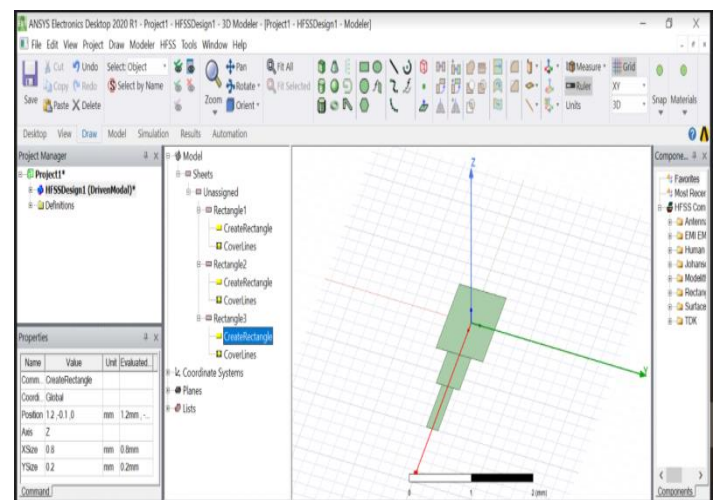 ANSYS Electronics Desktop 2020 R1 - Project1 - HFSSDesign1 - 3D Modeler - [Project1 - HFSSDesign1 - Modeler]
File Edit View Project Draw Modeler HFSS Tools Window Help
Save
Cut Undo
Copy Redo
Paste Delete
Select: Object
Select by Name
Zoom
Pan
Rotate
Orient
Fit All
Fit Selected
Measure
Ruler
Units
Grid
XY
3D
Snap Materials
Desktop View Draw Model Simulation Results Automation
Project Manager
Project1*
HFSSDesign1 (DrivenModal)*
Definitions
Properties
Name Value Unit Evaluated...
Comm... CreateRectangle
Coordi... Global
Position 1.2 ,-0.1 ,0 mm 1.2mm , -...
Axis Z
XSize 0.8 mm 0.8mm
YSize 0.2 mm 0.2mm
Command
Model
Sheets
Unassigned
Rectangle1
CreateRectangle
CoverLines
Rectangle2
CreateRectangle
CoverLines
Rectangle3
CreateRectangle
CoverLines
Coordinate Systems
Planes
Lists
Z
Y
0 1 2 (mm)
Compone...
Favorites
Most Recen
HFSS Com
Antenna
EMI EM
Human
Johans
Modelit
Rectan
Surface
TDK
Components